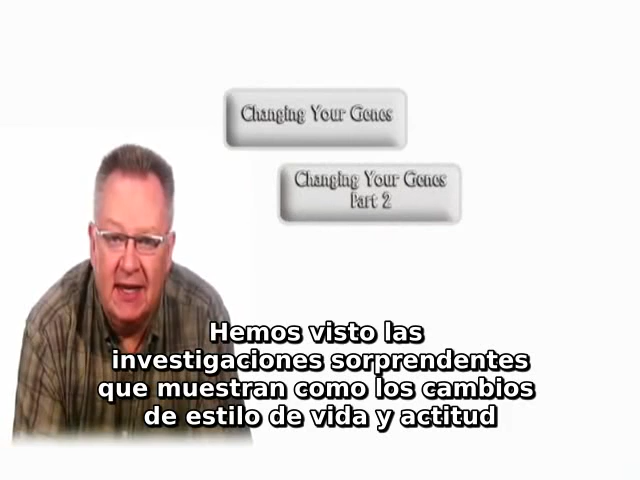 Changing Your Genes
Changing Your Genes
Part 2
Hemos visto las
investigaciones sorprendentes
que muestran como los cambios
de estilo de vida y actitud